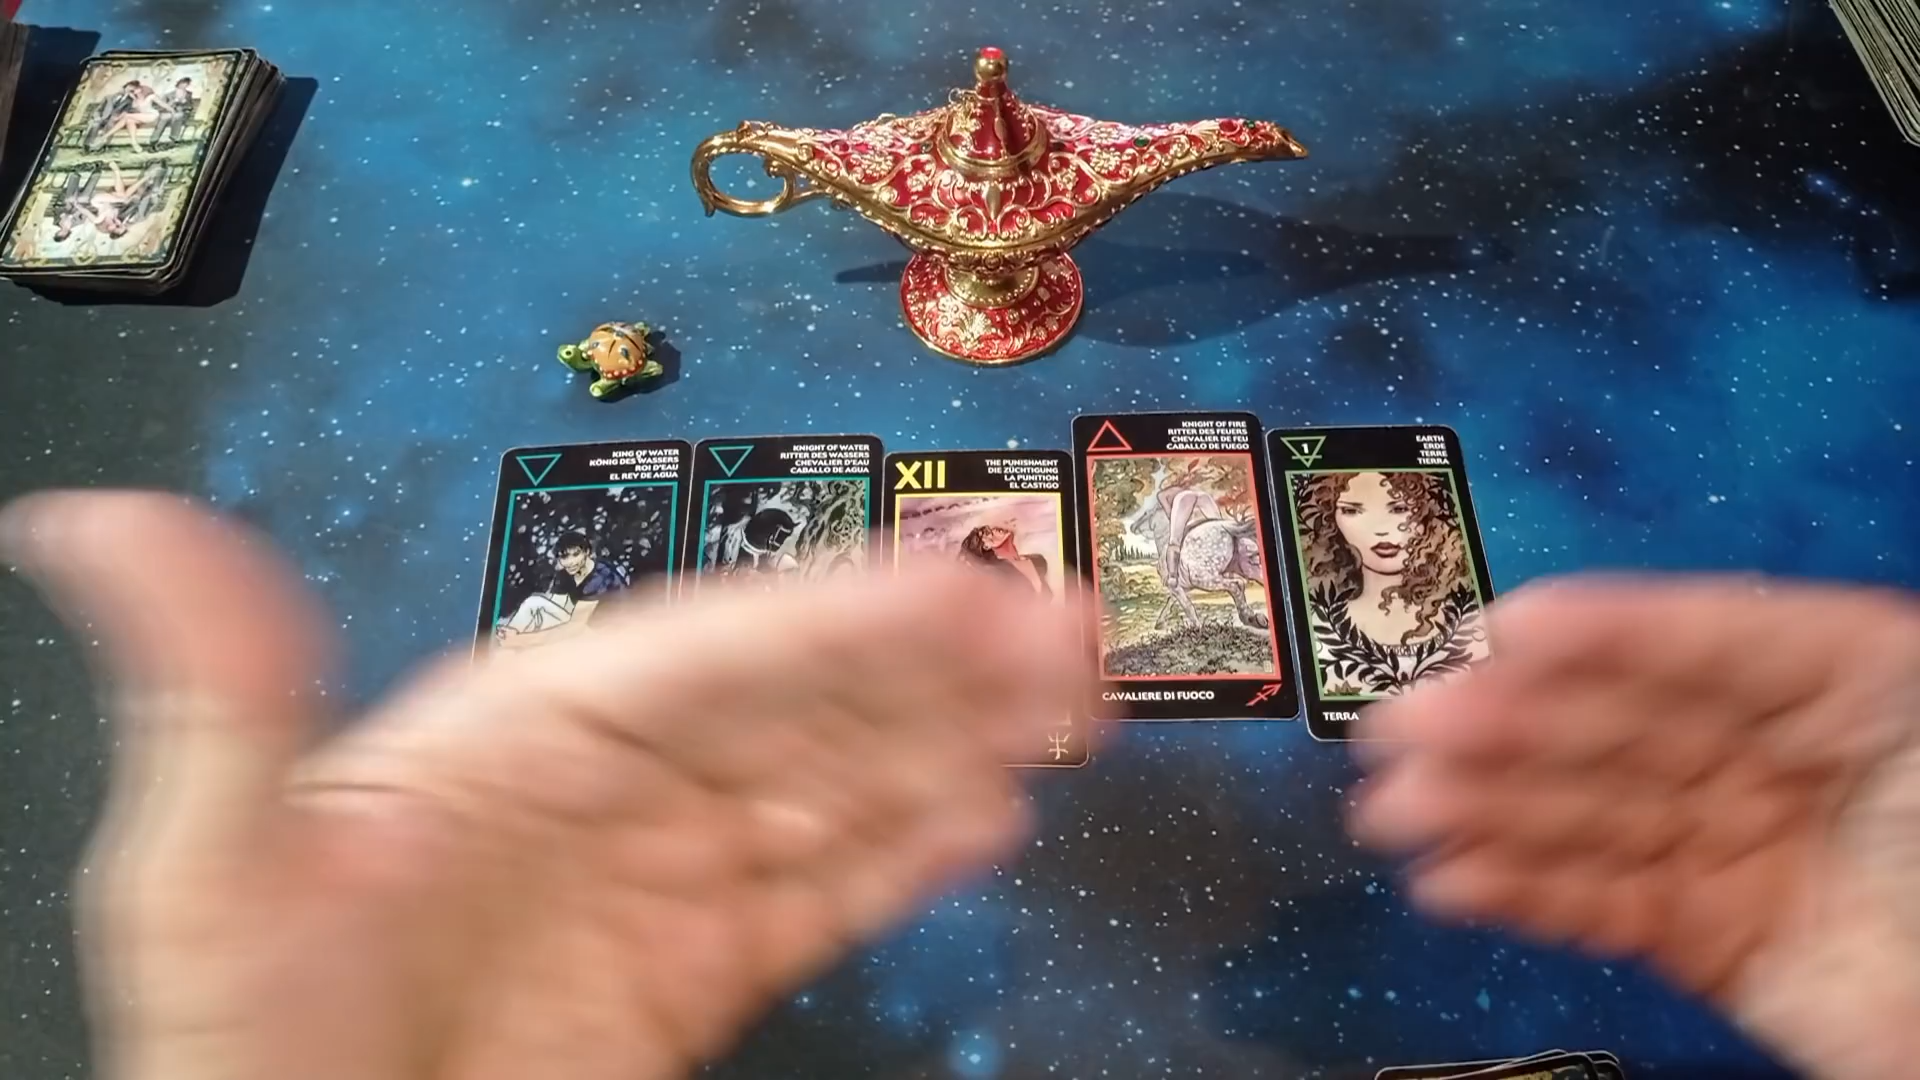 KING OF WATER
KÖNIG DES WASSERS
ROI D'EAU
EL REY DE AGUA
KNIGHT OF WATER
RITTER DES WASSERS
CHEVALIER D'EAU
CABALLO DE AGUA
XII
THE PUNISHMENT
DIE ZÜCHTIGUNG
LA PUNITION
EL CASTIGO
KNIGHT OF FIRE
RITTER DES FEUERS
CHEVALIER DE FEU
CABALLO DE FUEGO
CAVALIERE DI FUOCO
1
EARTH
ERDE
TERRE
TIERRA
TERRA